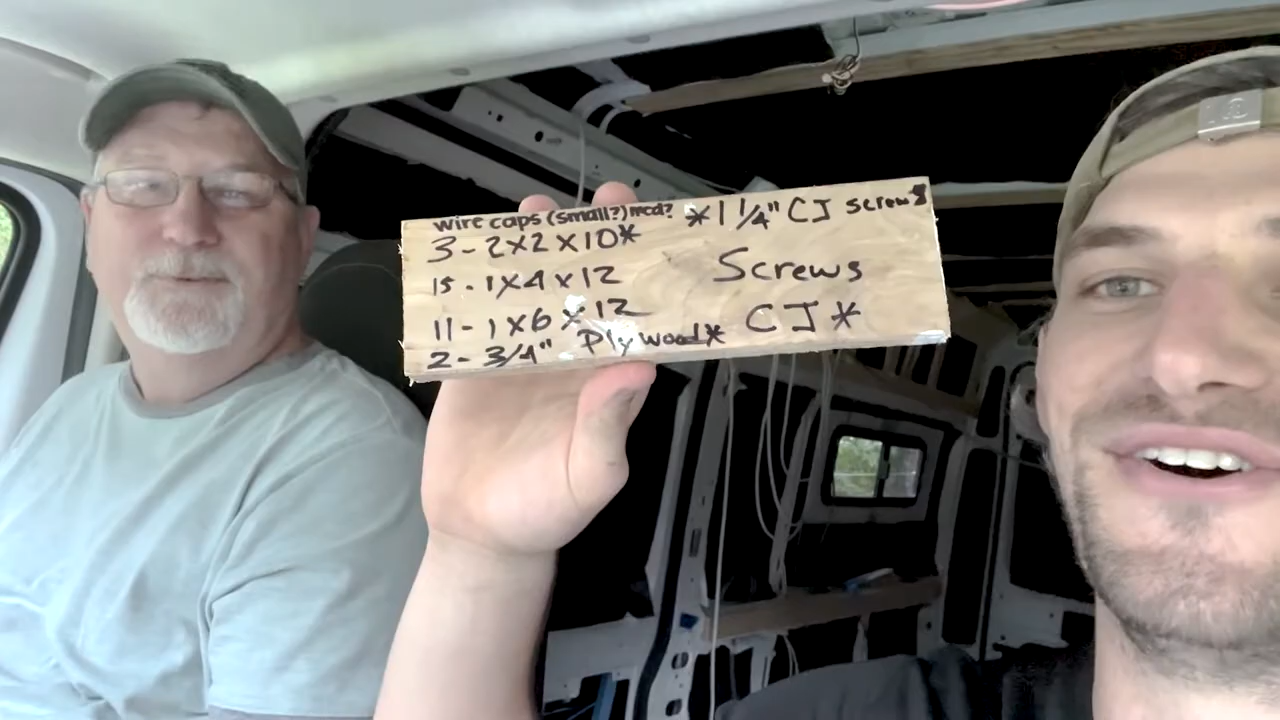 wire caps (small?) med? *1 1/4" CJ screws
3 - 2x2x10*
15 - 1x4x12
11 - 1x6x12
2 - 3/4" Plywood*
Screws
CJ*